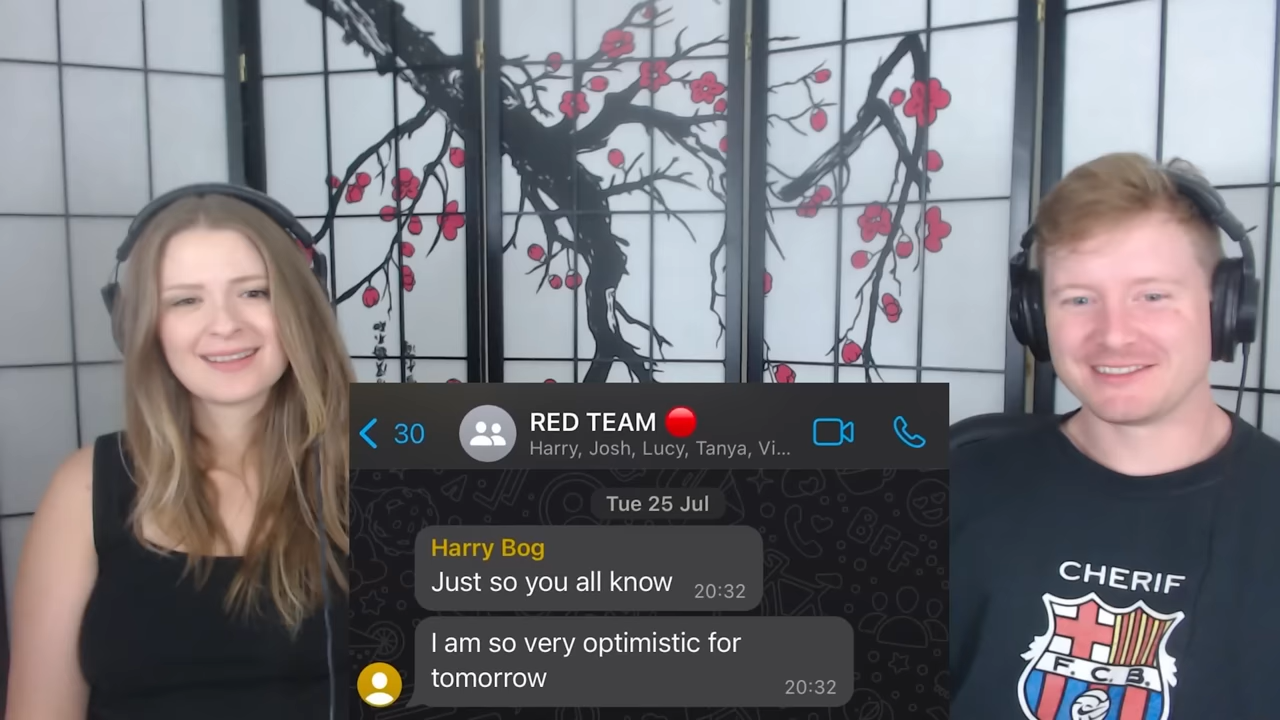 30
RED TEAM 🔴
Harry, Josh, Lucy, Tanya, Vi...
Tue 25 Jul
Harry Bog
Just so you all know
20:32
I am so very optimistic for
tomorrow
20:32
CHERIF
F. C. B.